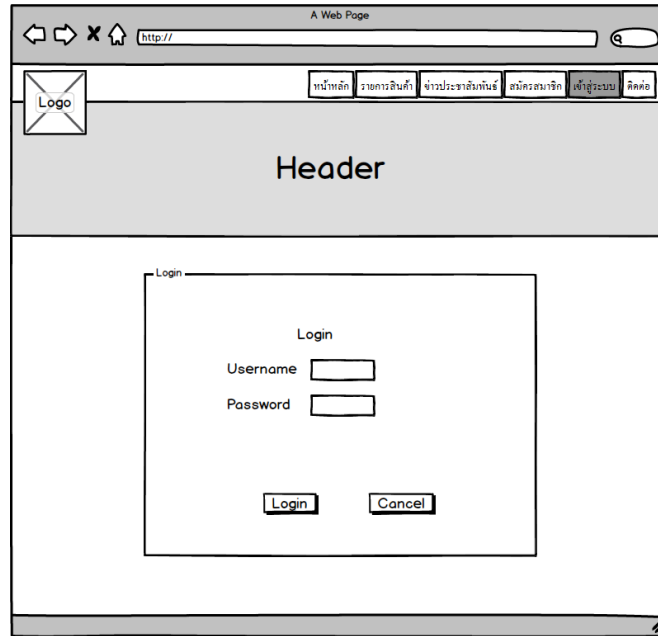 A Web Page
http://
Logo
หน้าหลัก รายการสินค้า ข่าวประชาสัมพันธ์ สมัครสมาชิก เข้าสู่ระบบ ติดต่อ
Header
Login
Login
Username
Password
Login Cancel